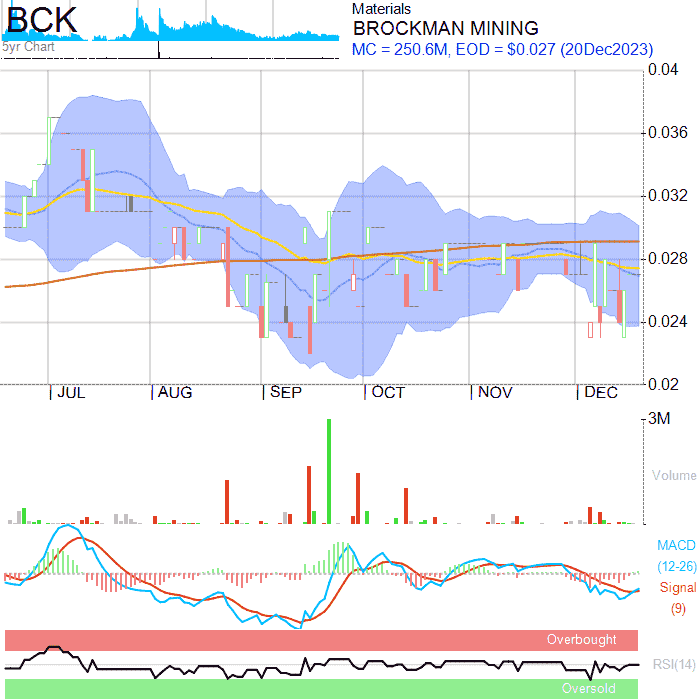 BCK
5yr Chart
Materials
BROCKMAN MINING
MC = 250.6M, EOD = $0.027 (20Dec2023)
0.04
0.036
0.032
0.028
0.024
0.02
JUL AUG SEP OCT NOV DEC
3M
Volume
MACD
(12-26)
Signal
(9)
Overbought
RSI(14)
Oversold